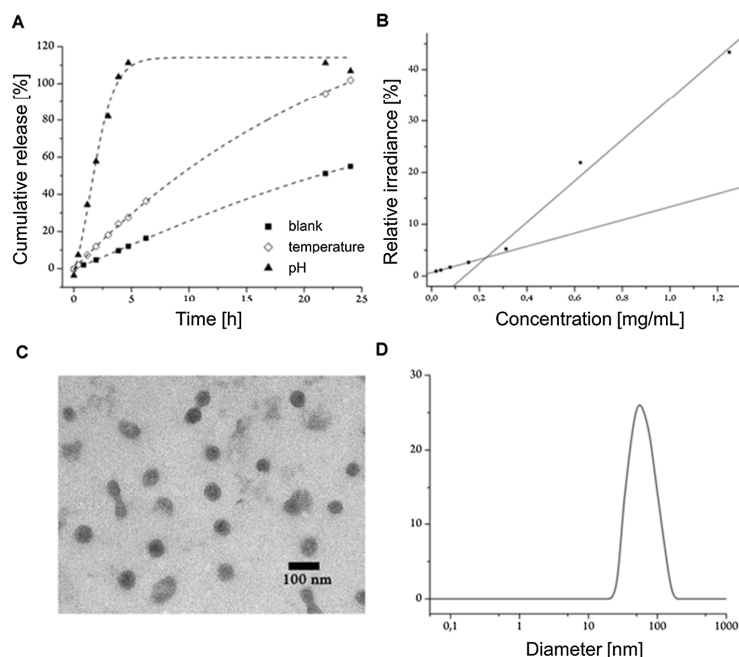 A
Cumulative release [%]
120
100
80
60
40
20
0
0
5
10
15
20
25
Time [h]
blank
temperature
pH
B
Relative irradiance [%]
40
30
20
10
0
0,0
0,2
0,4
0,6
0,8
1,0
1,2
Concentration [mg/mL]
C
100 nm
D
30
20
10
0
0,1
1
10
100
1000
Diameter [nm]